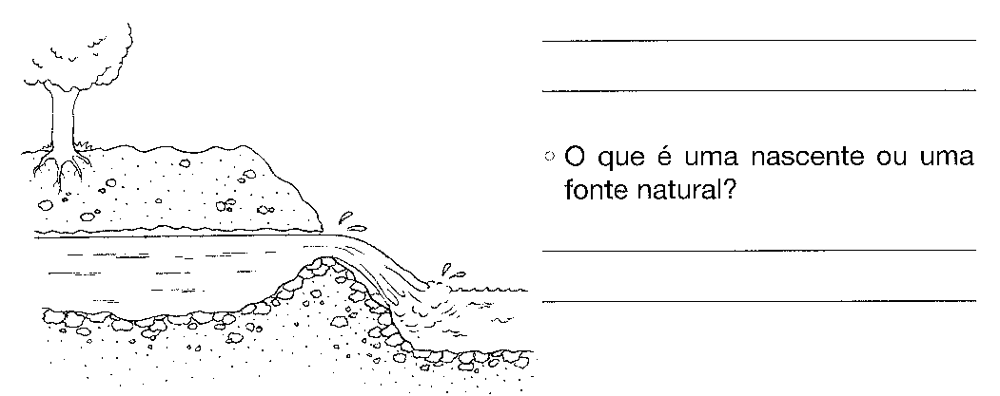 ○ O que é uma nascente ou uma
fonte natural?